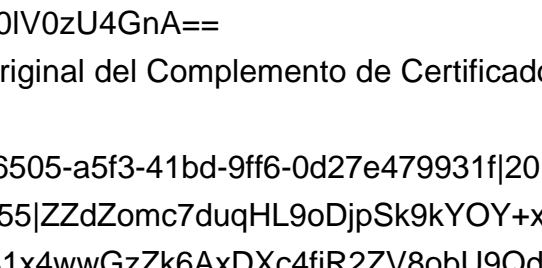 0lV0zU4GnA==
riginal del Complemento de Certificado
6505-a5f3-41bd-9ff6-0d27e479931f|20
55|ZZdZomc7duqHL9oDjpSk9kYOY+x